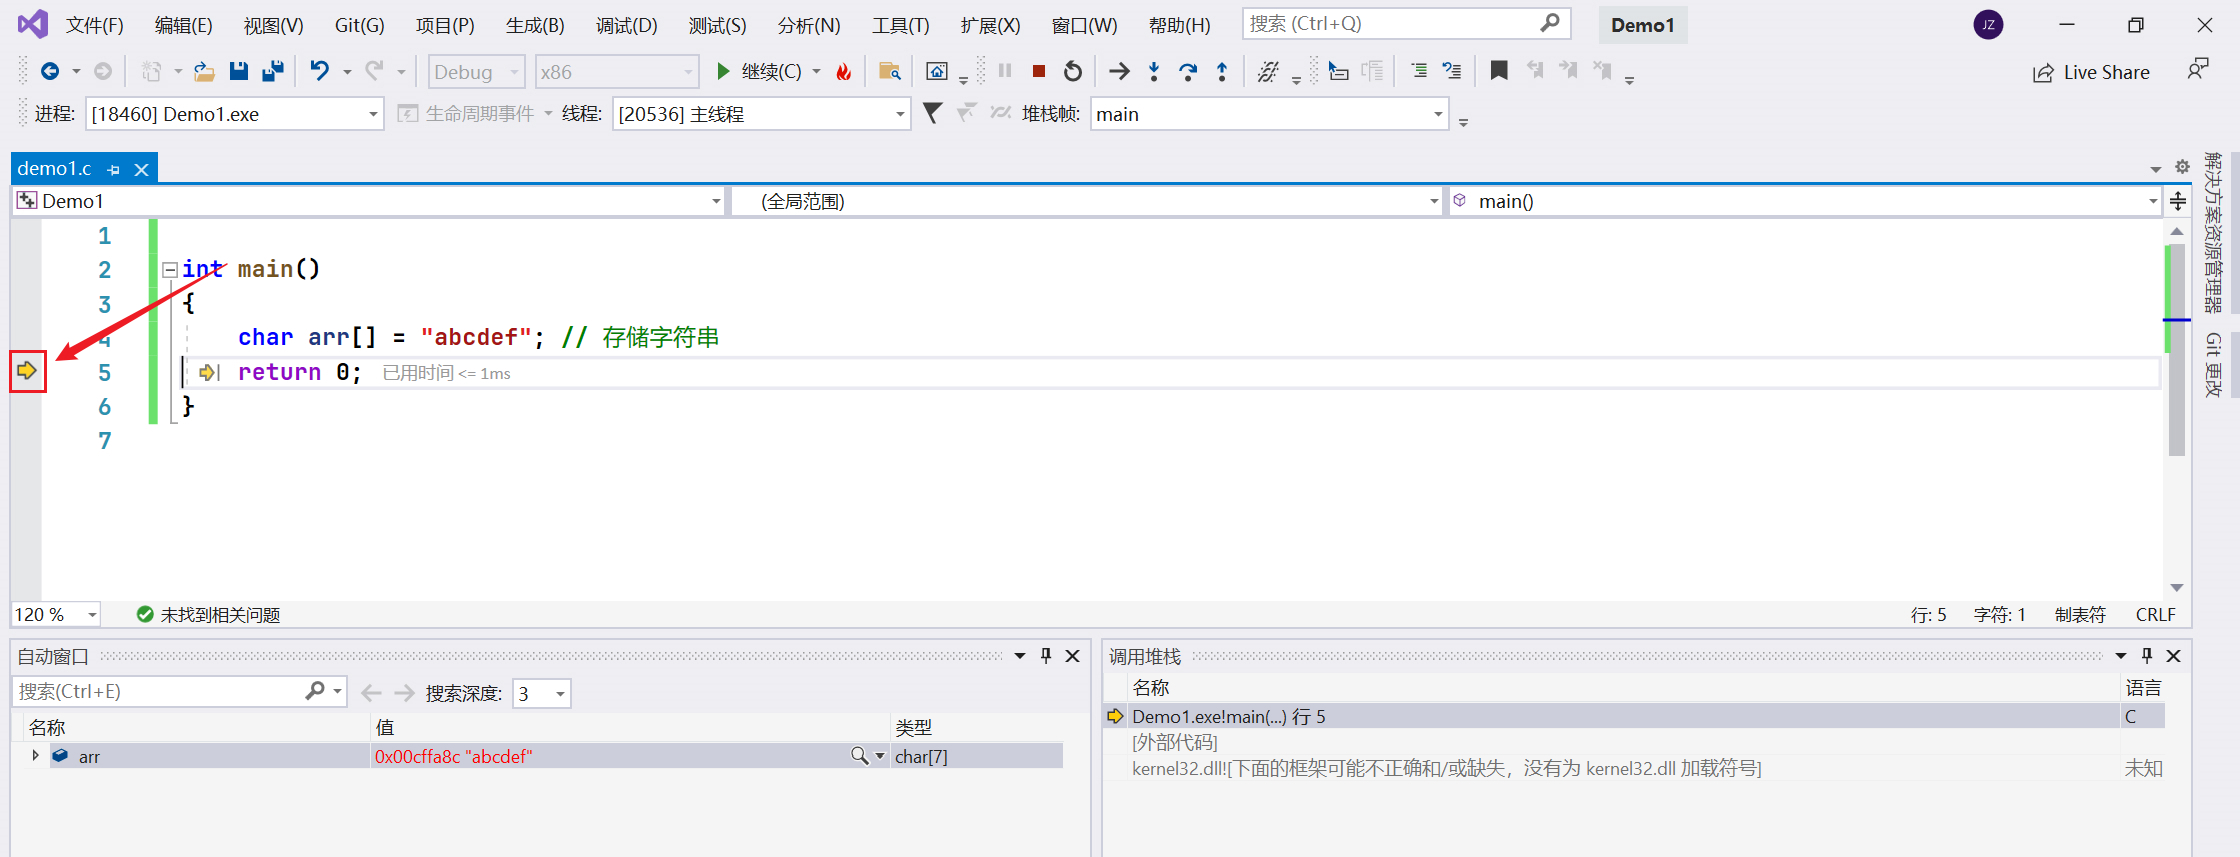 文件(F) 编辑(E) 视图(V) Git(G) 项目(P) 生成(B) 调试(D) 测试(S) 分析(N) 工具(T) 扩展(X) 窗口(W) 帮助(H) 搜索 (Ctrl+Q) Demo1 JZ
Debug x86 继续(C) Live Share
进程: [18460] Demo1.exe 生命周期事件 线程: [20536] 主线程 堆栈帧: main
demo1.c
Demo1 (全局范围) main()
1
2 int main()
3 {
4 char arr[] = "abcdef"; // 存储字符串
5 return 0; 已用时间 <= 1ms
6 }
7
120 % 未找到相关问题 行: 5 字符: 1 制表符 CRLF
自动窗口
搜索(Ctrl+E) 搜索深度: 3
名称 值 类型
arr 0x00cffa8c "abcdef" char[7]
调用堆栈
名称 语言
Demo1.exe!main(...) 行 5 C
[外部代码]
kernel32.dll![下面的框架可能不正确和/或缺失，没有为 kernel32.dll 加载符号] 未知
解决方案资源管理器
Git 更改